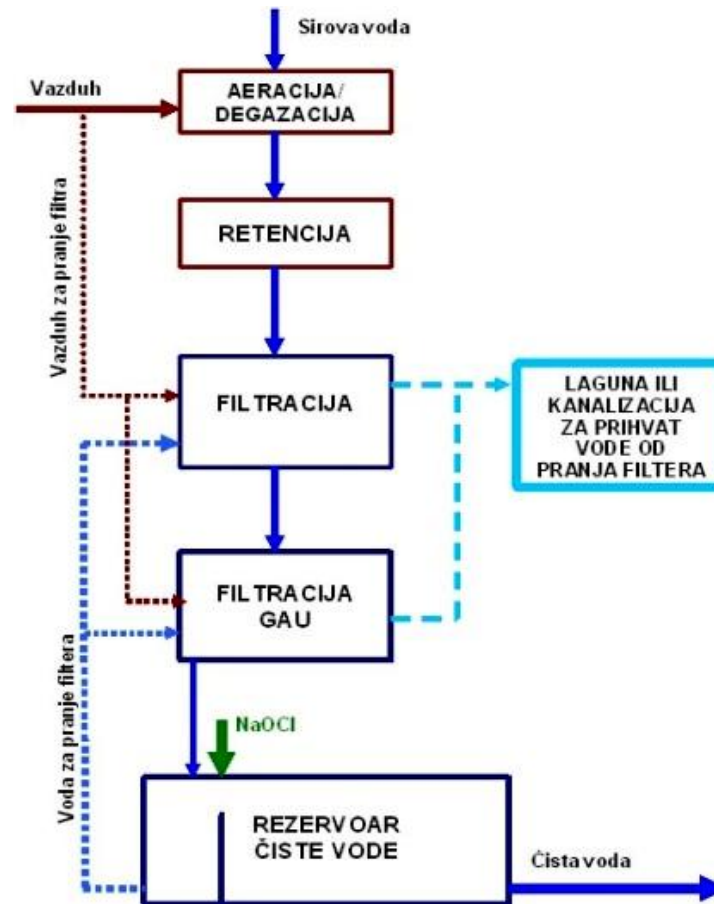 Sirova voda
Vazduh
AERACIJA/
DEGAZACIJA
RETENCIJA
Vazduh za pranje filtra
FILTRACIJA
LAGUNA ILI
KANALIZACIJA
ZA PRIHVAT
VODE OD
PRANJA FILTERA
FILTRACIJA
GAU
Voda za pranje filtera
NaOCl
REZERVOAR
ČISTE VODE
Čista voda